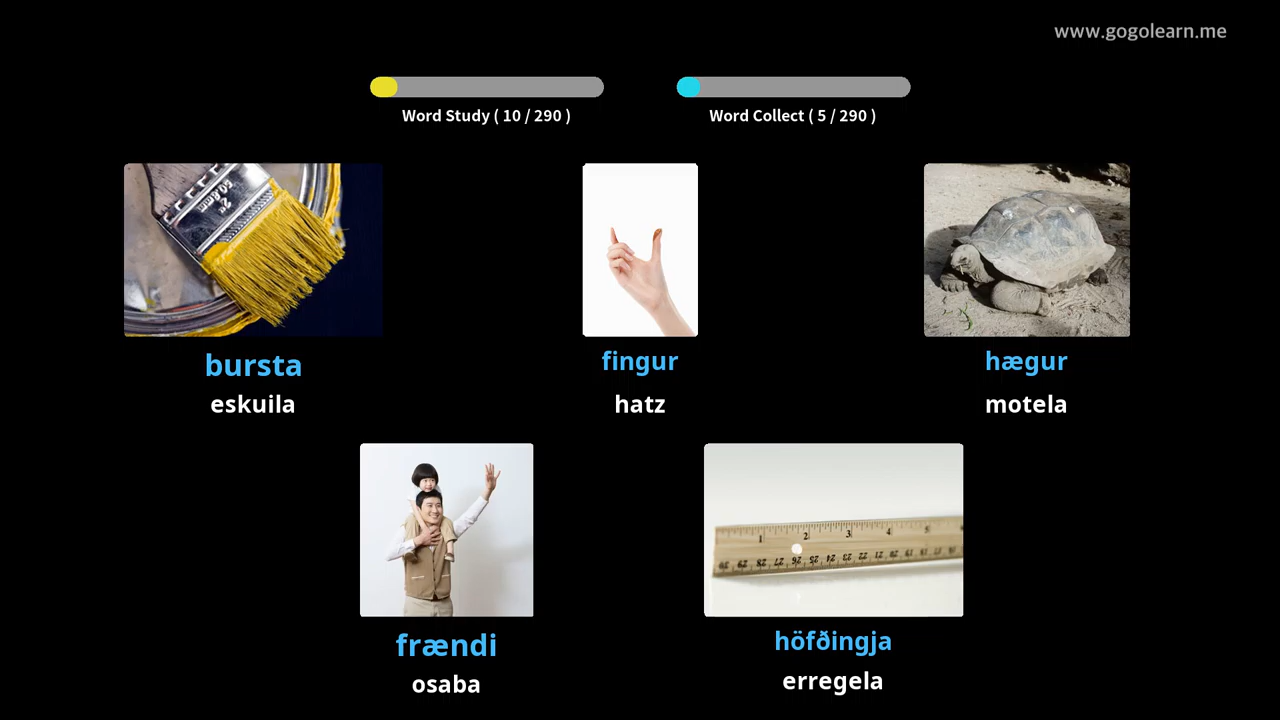 www.gogolearn.me
Word Study ( 10 / 290 )
Word Collect ( 5 / 290 )
bursta
eskuila
fingur
hatz
hægur
motela
frændi
osaba
höfðingja
erregela